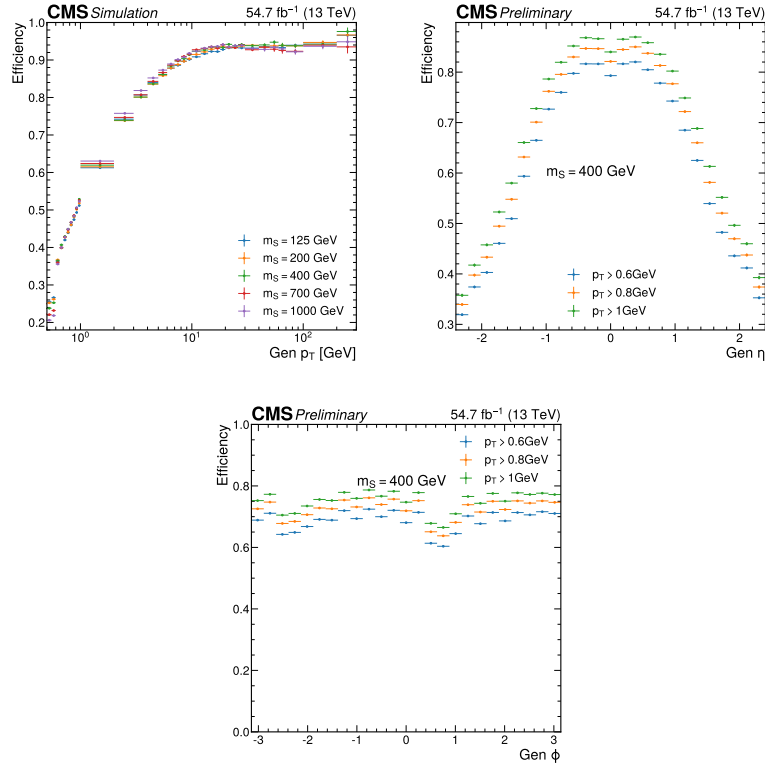 CMS Simulation 54.7 fb⁻¹ (13 TeV)
Efficiency
1.0
0.9
0.8
0.7
0.6
0.5
0.4
0.3
0.2
m_S = 125 GeV
m_S = 200 GeV
m_S = 400 GeV
m_S = 700 GeV
m_S = 1000 GeV
10⁰ 10¹ 10²
Gen p_T [GeV]
CMS Preliminary 54.7 fb⁻¹ (13 TeV)
Efficiency
0.8
0.7
0.6
0.5
0.4
0.3
m_S = 400 GeV
p_T > 0.6GeV
p_T > 0.8GeV
p_T > 1GeV
-2 -1 0 1 2
Gen η
CMS Preliminary 54.7 fb⁻¹ (13 TeV)
Efficiency
1.0
0.8
0.6
0.4
0.2
0.0
p_T > 0.6GeV
p_T > 0.8GeV
p_T > 1GeV
m_S = 400 GeV
-3 -2 -1 0 1 2 3
Gen ϕ